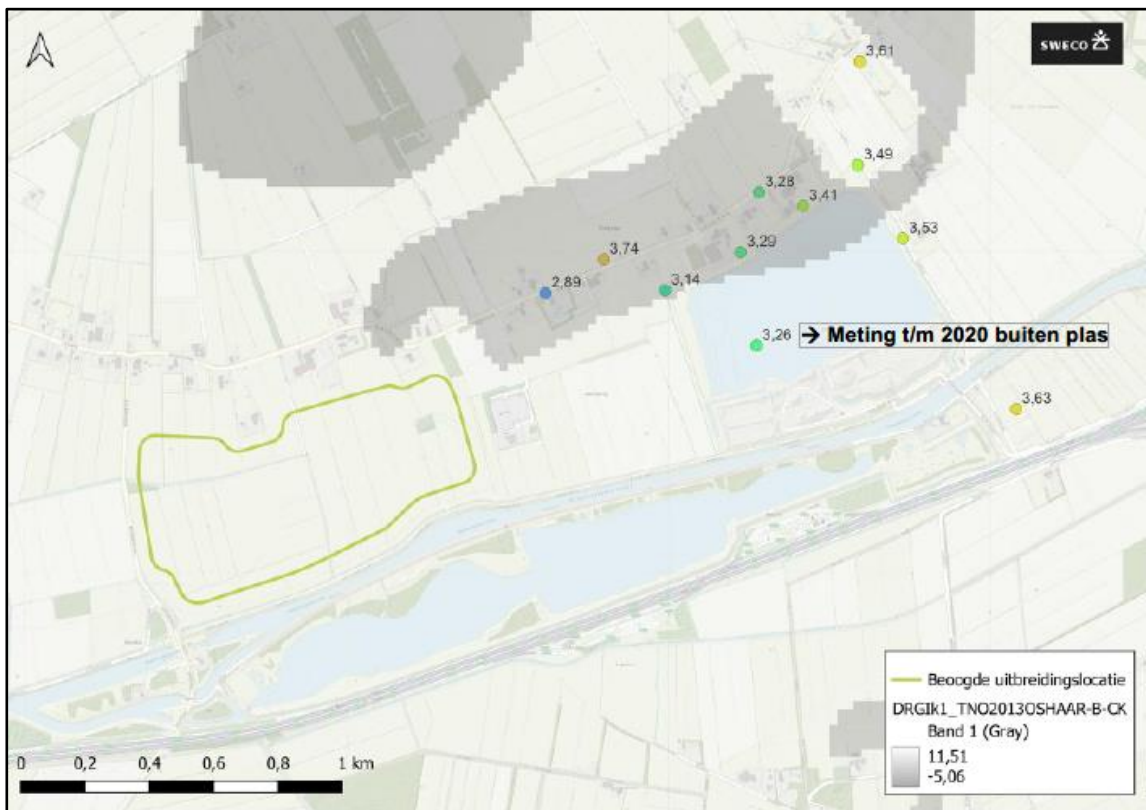 SWECO
3,61
3,49
3,28
3,41
3,53
3,29
3,74
2,89
3,14
3,26
→ Meting t/m 2020 buiten plas
3,63
Beoogde uitbreidingslocatie
DRGIk1_TNO2013OSHAAR-B-CK
Band 1 (Gray)
11,51
-5,06
0 0,2 0,4 0,6 0,8 1 km